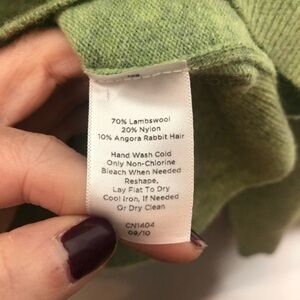 70% Lambswool
20% Nylon
10% Angora Rabbit Hair
Hand Wash Cold
Only Non-Chlorine
Bleach When Needed
Reshape,
Lay Flat To Dry
Cool Iron, If Needed
Or Dry Clean
CN1404
09/10